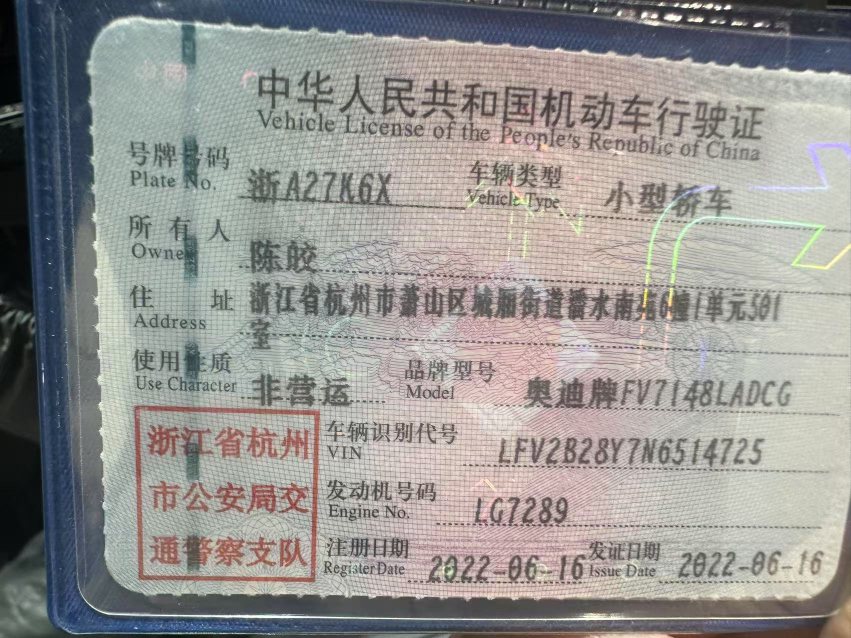 中华人民共和国机动车行驶证
Vehicle License of the People's Republic of China
号牌号码 浙A27K6X 车辆类型 小型轿车
Plate No. Vehicle Type
所有人 陈皎
Owner
住址 浙江省杭州市萧山区城厢街道潘水南苑6幢1单元501
Address 室
使用性质 非营运 品牌型号 奥迪牌FV7148LADCG
Use Character Model
浙江省杭州 车辆识别代号 LFV2B28Y7N6514725
VIN
市公安局交 发动机号码 LG7289
Engine No.
通警察支队 注册日期 2022-06-16 发证日期 2022-06-16
Register Date Issue Date